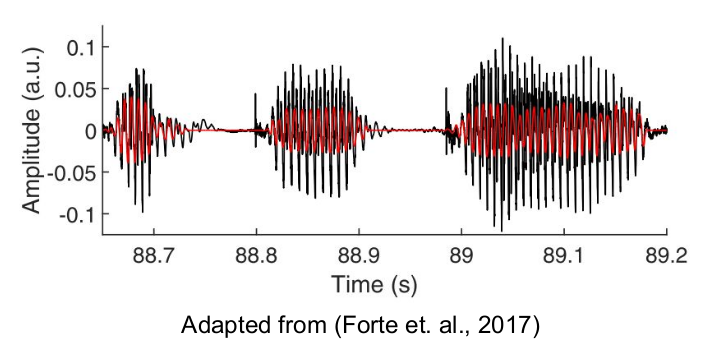 Amplitude (a.u.)
0.1
0.05
0
-0.05
-0.1
88.7 88.8 88.9 89 89.1 89.2
Time (s)
Adapted from (Forte et. al., 2017)